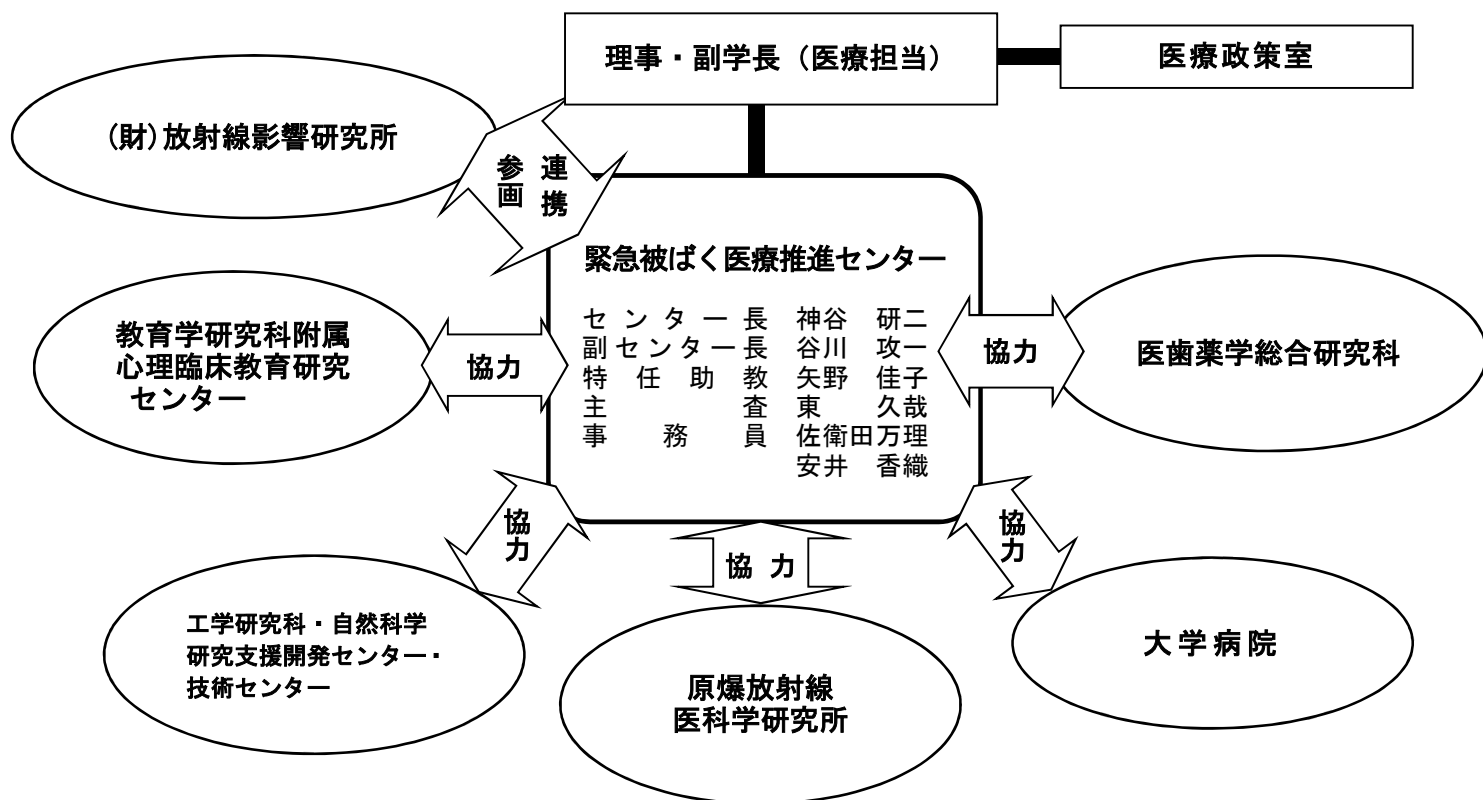 理事・副学長（医療担当）
医療政策室
(財)放射線影響研究所
参画
連携
緊急被ばく医療推進センター
センター長 神谷 研二
副センター長 谷川 攻一
特任助教 矢野 佳子
主査 東 久哉
事務員 佐衛田万理
安井 香織
教育学研究科附属
心理臨床教育研究
センター
協力
協力
医歯薬学総合研究科
協力
協力
協力
工学研究科・自然科学
研究支援開発センター・
技術センター
原爆放射線
医科学研究所
大学病院